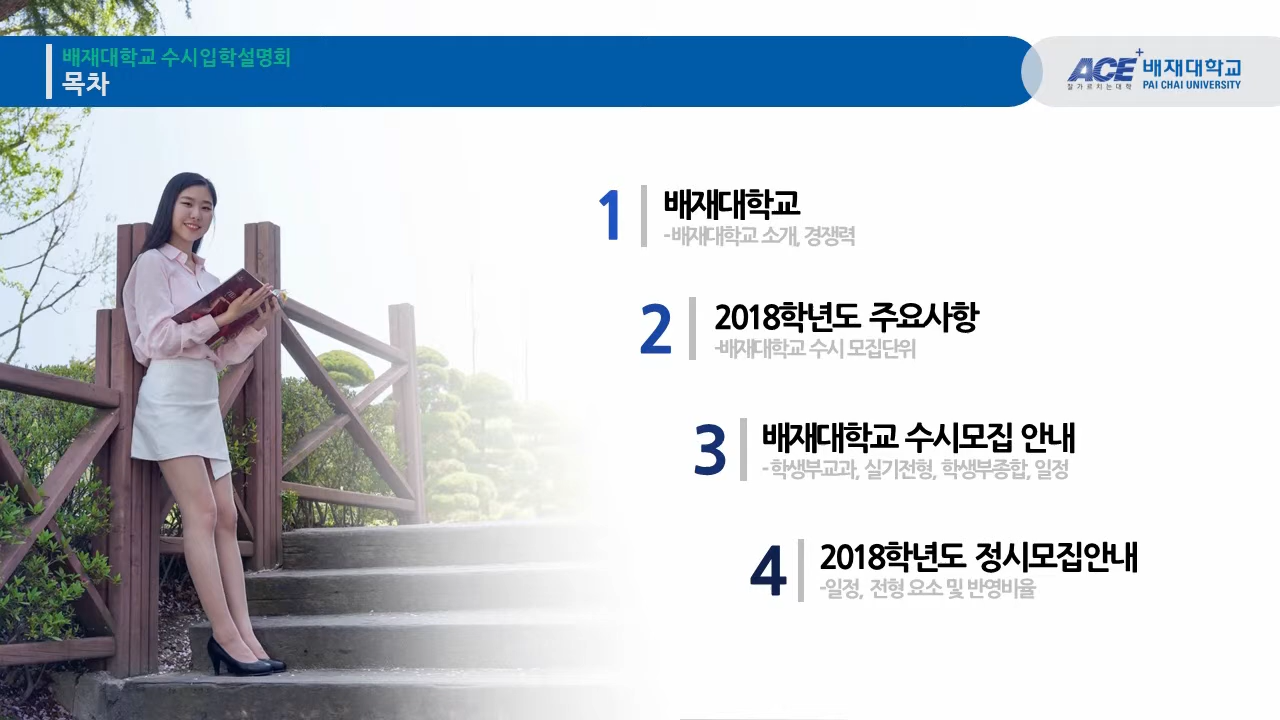 배재대학교 수시입학설명회
목차
ACE+
잘 가르치는 대학
배재대학교
PAI CHAI UNIVERSITY
1
배재대학교
-배재대학교 소개, 경쟁력
2
2018학년도 주요사항
-배재대학교 수시 모집단위
3
배재대학교 수시모집 안내
-학생부교과, 실기전형, 학생부종합, 일정
4
2018학년도 정시모집안내
-일정, 전형 요소 및 반영비율